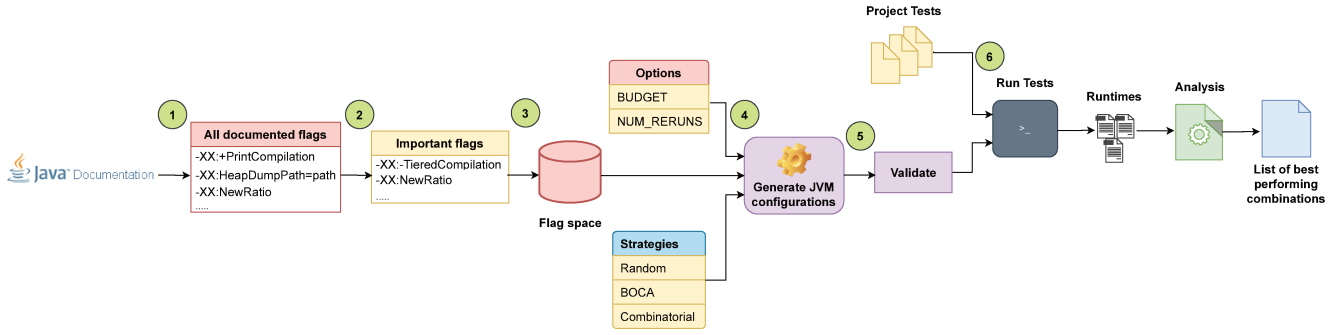 Java™ Documentation
1
All documented flags
-XX:+PrintCompilation
-XX:HeapDumpPath=path
-XX:NewRatio
.....
2
Important flags
-XX:-TieredCompilation
-XX:NewRatio
.....
3
Flag space
Options
BUDGET
NUM_RERUNS
Strategies
Random
BOCA
Combinatorial
4
Generate JVM
configurations
5
Validate
Project Tests
6
Run Tests
>_
Runtimes
Analysis
List of best
performing
combinations